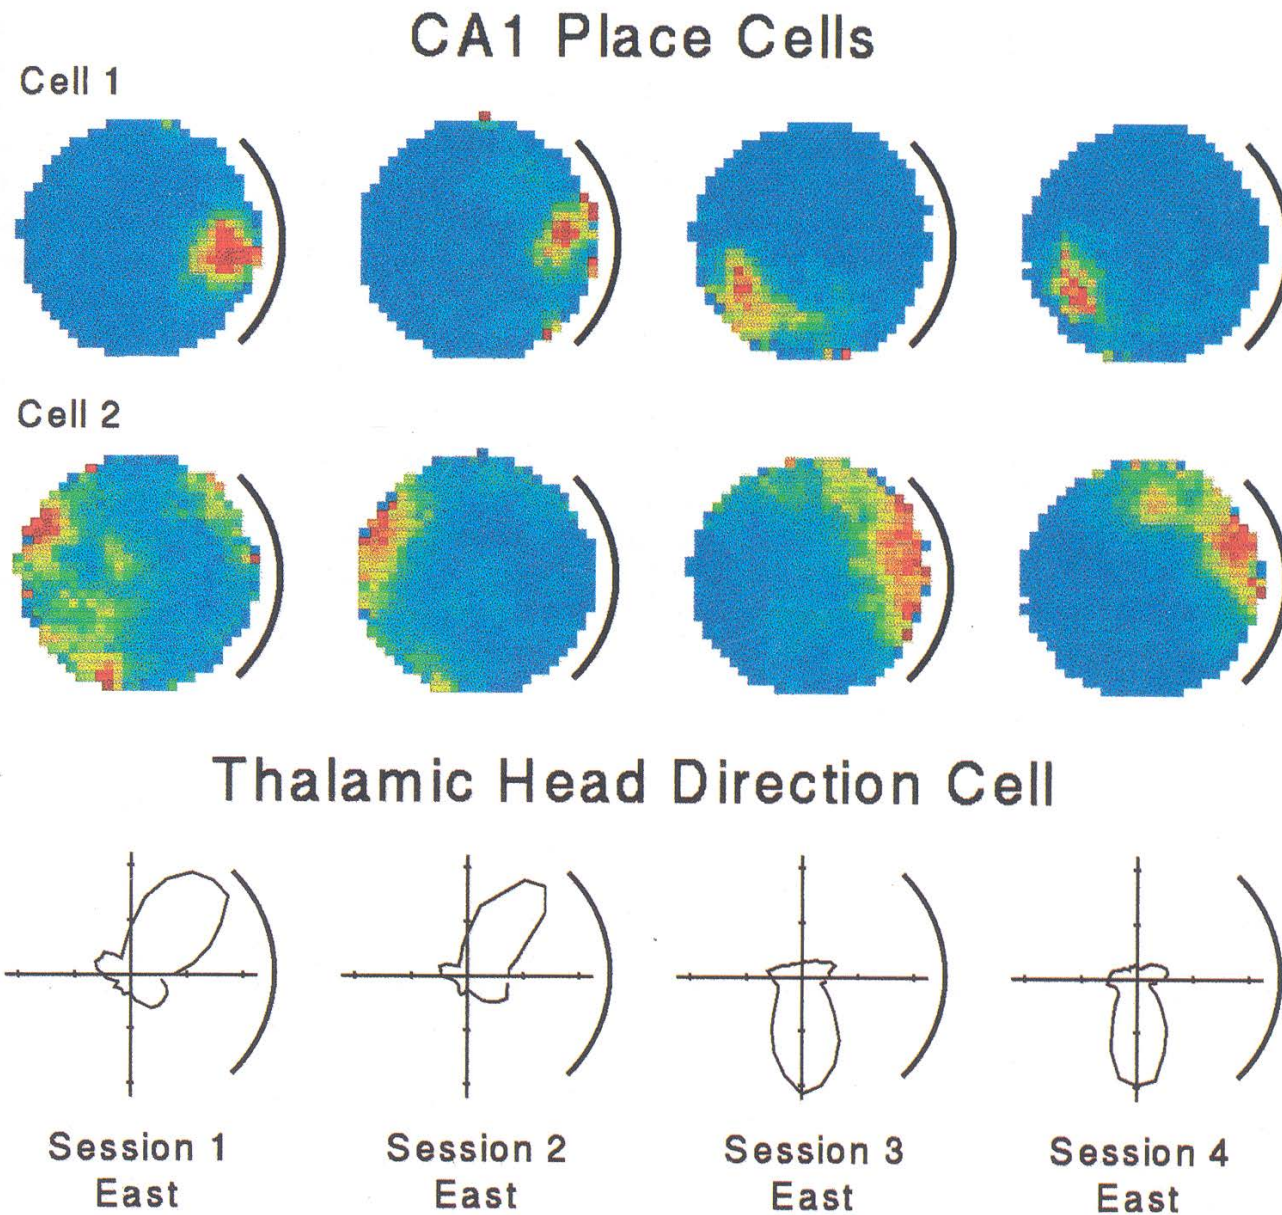 CA1 Place Cells
Cell 1
Cell 2
Thalamic Head Direction Cell
Session 1
East
Session 2
East
Session 3
East
Session 4
East